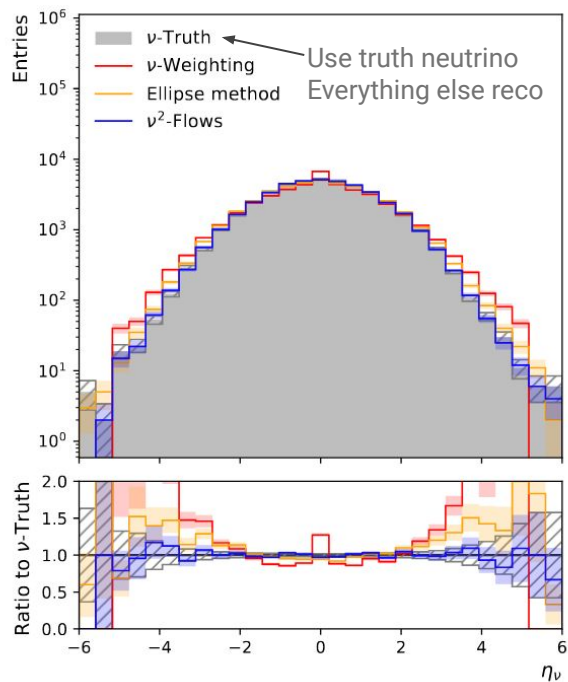 Entries
10⁶
10⁵
10⁴
10³
10²
10¹
10⁰
ν-Truth
ν-Weighting
Ellipse method
ν²-Flows
Use truth neutrino
Everything else reco
Ratio to ν-Truth
2.0
1.5
1.0
0.5
0.0
−6 −4 −2 0 2 4 6
η_ν